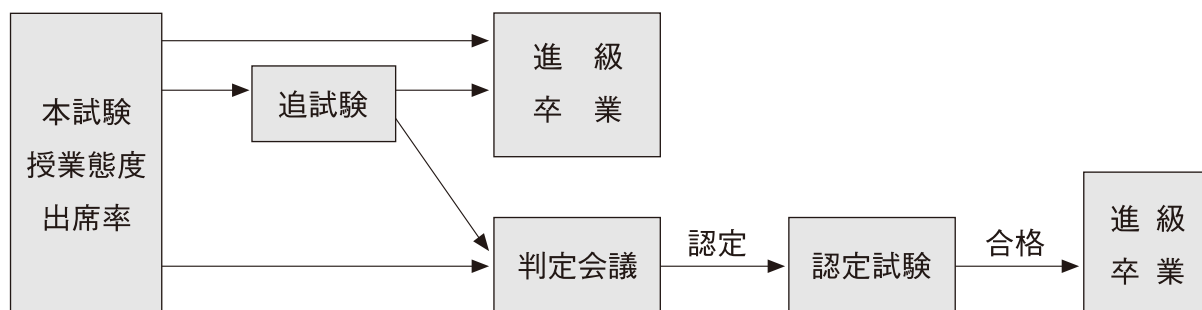 本試験
授業態度
出席率
追試験
進 級
卒 業
判定会議
認定
認定試験
合格
進 級
卒 業